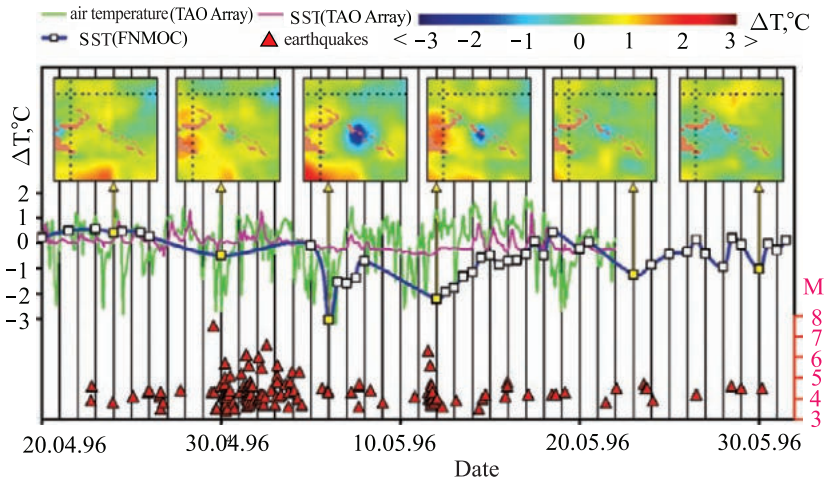 air temperature(TAO Array) SST(TAO Array) ΔT,°C
SST(FNMOC) earthquakes < −3 −2 −1 0 1 2 3 >
ΔT,°C
2
1
0
−1
−2
−3
M
8
7
6
5
4
3
20.04.96 30.04.96 10.05.96 20.05.96 30.05.96
Date